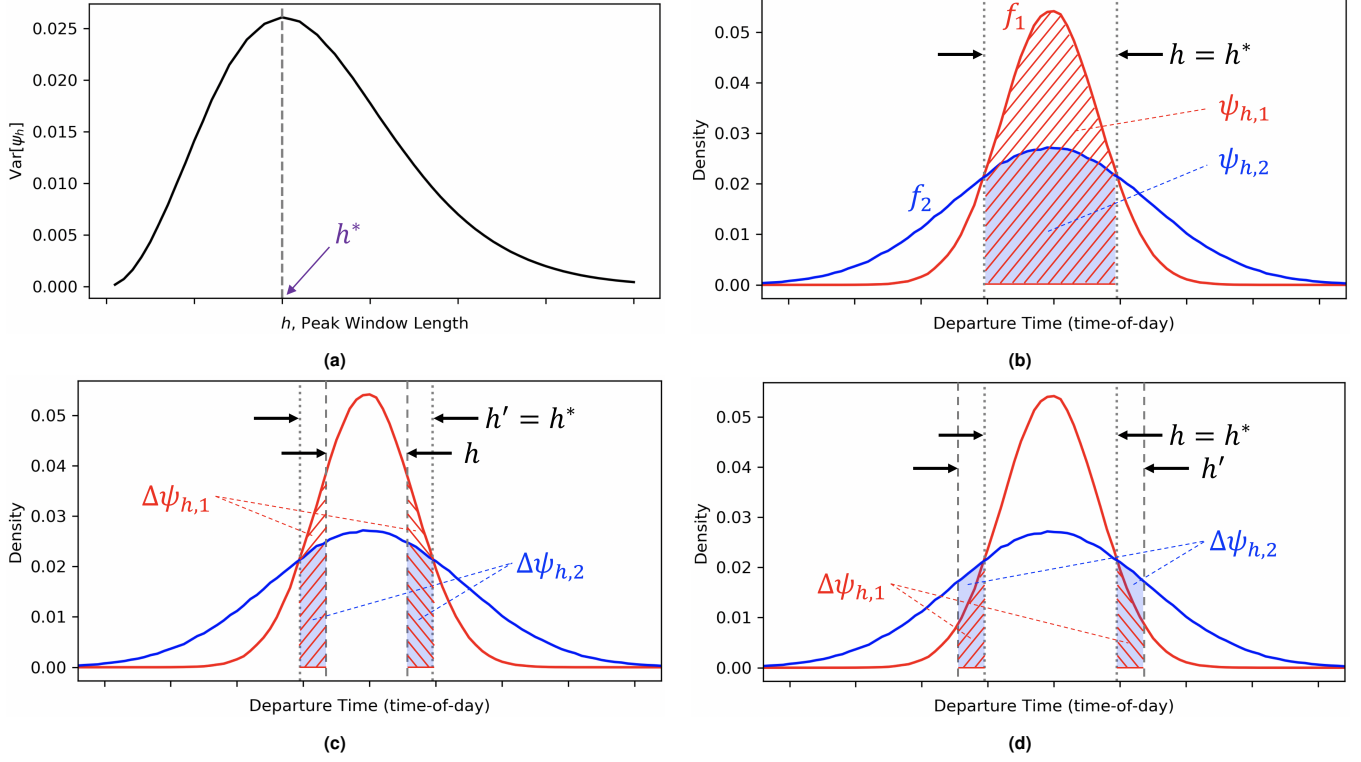 0.025
0.020
0.015
0.010
0.005
0.000
Var[ψₕ]
h*
h, Peak Window Length
(a)
0.05
0.04
0.03
0.02
0.01
0.00
Density
f₁
f₂
h = h*
ψₕ,₁
ψₕ,₂
Departure Time (time-of-day)
(b)
0.05
0.04
0.03
0.02
0.01
0.00
Density
h′ = h*
h
Δψₕ,₁
Δψₕ,₂
Departure Time (time-of-day)
(c)
0.05
0.04
0.03
0.02
0.01
0.00
Density
h = h*
h′
Δψₕ,₂
Δψₕ,₁
Departure Time (time-of-day)
(d)